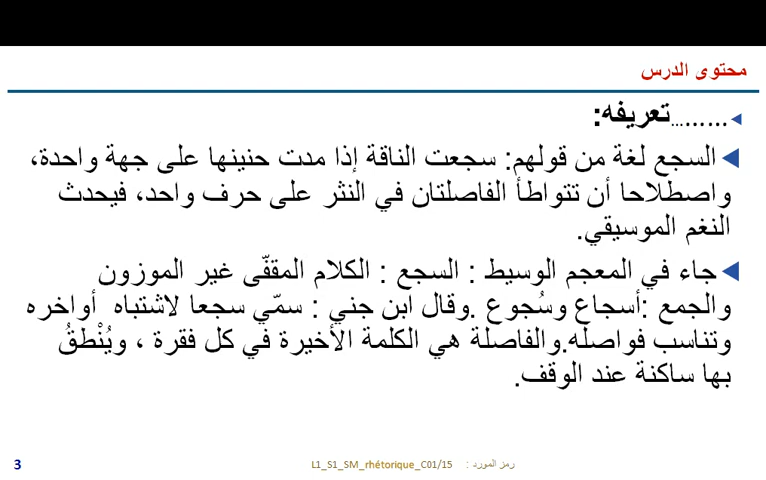 محتوى الدرس
.........تعريفه:
السجع لغة من قولهم: سجعت الناقة إذا مدت حنينها على جهة واحدة،
واصطلاحا أن تتواطأ الفاصلتان في النثر على حرف واحد، فيحدث
النغم الموسيقي.
جاء في المعجم الوسيط : السجع : الكلام المقفّى غير الموزون
والجمع :أسجاع وسُجوع .وقال ابن جني : سمّي سجعا لاشتباه أواخره
وتناسب فواصله.والفاصلة هي الكلمة الأخيرة في كل فقرة ، ويُنْطقُ
بها ساكنة عند الوقف.
رمز المورد : L1_S1_SM_rhétorique_C01/15
3